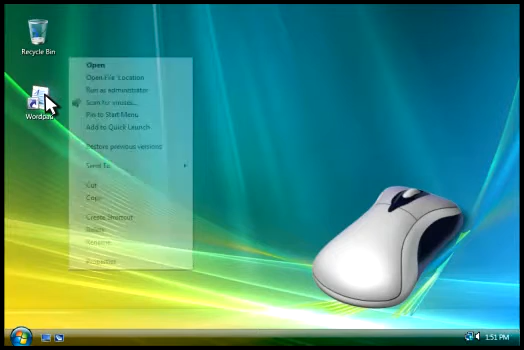 Recycle Bin
Wordpad
Open
Open File Location
Run as administrator
Scan for viruses...
Pin to Start Menu
Add to Quick Launch
Restore previous versions
Send To
Cut
Copy
Create Shortcut
Delete
Rename
Properties
1:51 PM